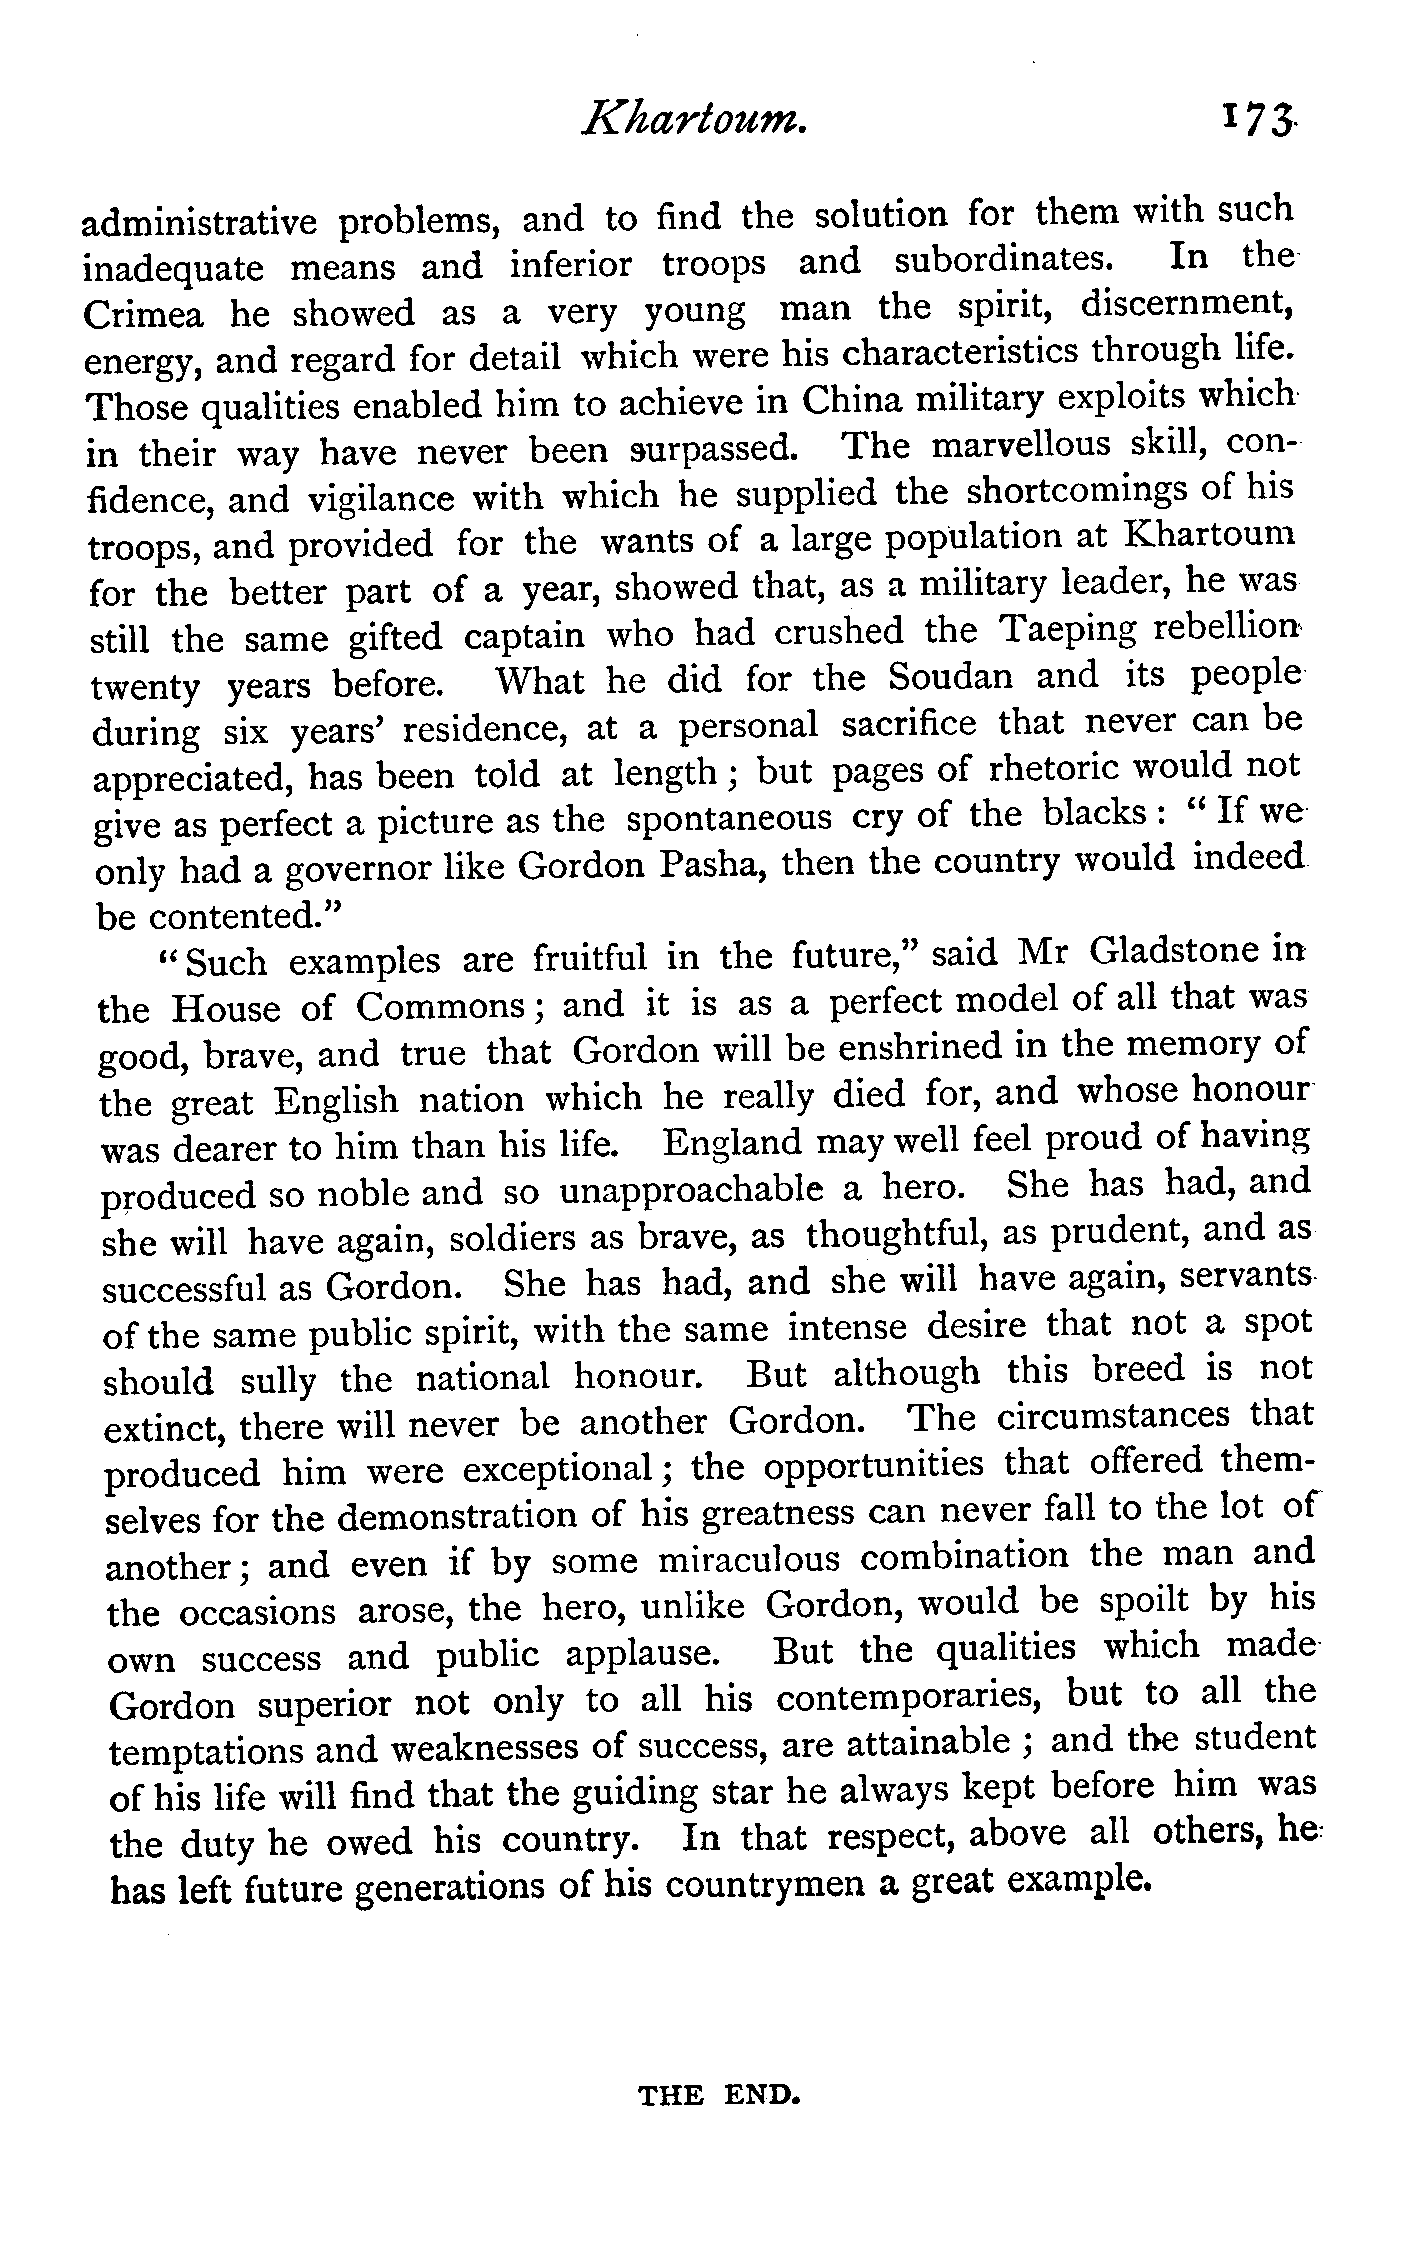 Khartoum. 173
administrative problems, and to find the solution for them with such
inadequate means and inferior troops and subordinates. In the
Crimea he showed as a very young man the spirit, discernment,
energy, and regard for detail which were his characteristics through life.
Those qualities enabled him to achieve in China military exploits which
in their way have never been surpassed. The marvellous skill, con-
fidence, and vigilance with which he supplied the shortcomings of his
troops, and provided for the wants of a large population at Khartoum
for the better part of a year, showed that, as a military leader, he was
still the same gifted captain who had crushed the Taeping rebellion
twenty years before. What he did for the Soudan and its people
during six years' residence, at a personal sacrifice that never can be
appreciated, has been told at length ; but pages of rhetoric would not
give as perfect a picture as the spontaneous cry of the blacks : " If we
only had a governor like Gordon Pasha, then the country would indeed
be contented."
" Such examples are fruitful in the future," said Mr Gladstone in
the House of Commons ; and it is as a perfect model of all that was
good, brave, and true that Gordon will be enshrined in the memory of
the great English nation which he really died for, and whose honour
was dearer to him than his life. England may well feel proud of having
produced so noble and so unapproachable a hero. She has had, and
she will have again, soldiers as brave, as thoughtful, as prudent, and as
successful as Gordon. She has had, and she will have again, servants
of the same public spirit, with the same intense desire that not a spot
should sully the national honour. But although this breed is not
extinct, there will never be another Gordon. The circumstances that
produced him were exceptional ; the opportunities that offered them-
selves for the demonstration of his greatness can never fall to the lot of
another ; and even if by some miraculous combination the man and
the occasions arose, the hero, unlike Gordon, would be spoilt by his
own success and public applause. But the qualities which made
Gordon superior not only to all his contemporaries, but to all the
temptations and weaknesses of success, are attainable ; and the student
of his life will find that the guiding star he always kept before him was
the duty he owed his country. In that respect, above all others, he
has left future generations of his countrymen a great example.
THE END.